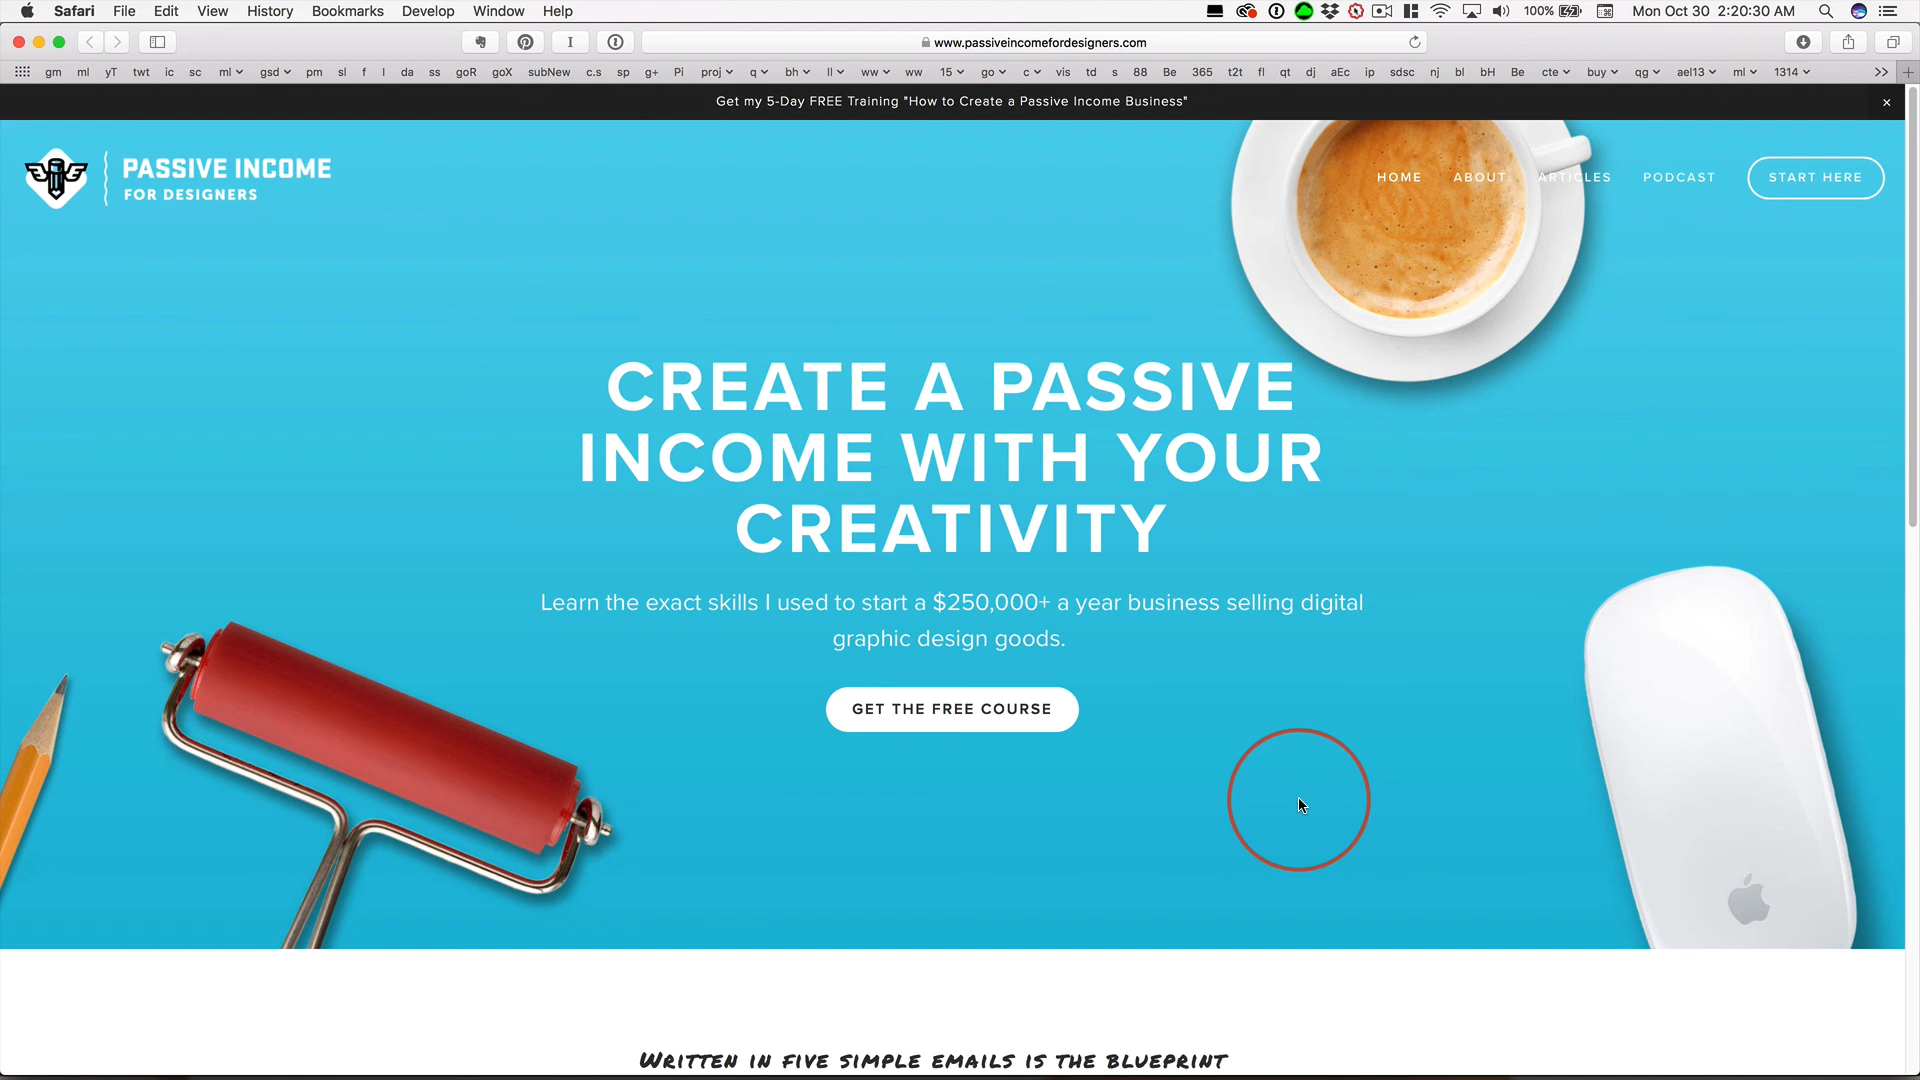 Safari File Edit View History Bookmarks Develop Window Help 100% Mon Oct 30 2:20:30 AM
www.passiveincomefordesigners.com
gm ml yT twt ic sc ml gsd pm sl f I da ss goR goX subNew c.s sp g+ Pi proj q bh ll ww ww 15 go c vis td s 88 Be 365 t2t fl qt dj aEc ip sdsc nj bl bH Be cte buy qg ael13 ml 1314
Get my 5-Day FREE Training "How to Create a Passive Income Business"
PASSIVE INCOME
FOR DESIGNERS
HOME ABOUT ARTICLES PODCAST START HERE
CREATE A PASSIVE
INCOME WITH YOUR
CREATIVITY
Learn the exact skills I used to start a $250,000+ a year business selling digital
graphic design goods.
GET THE FREE COURSE
WRITTEN IN FIVE SIMPLE EMAILS IS THE BLUEPRINT